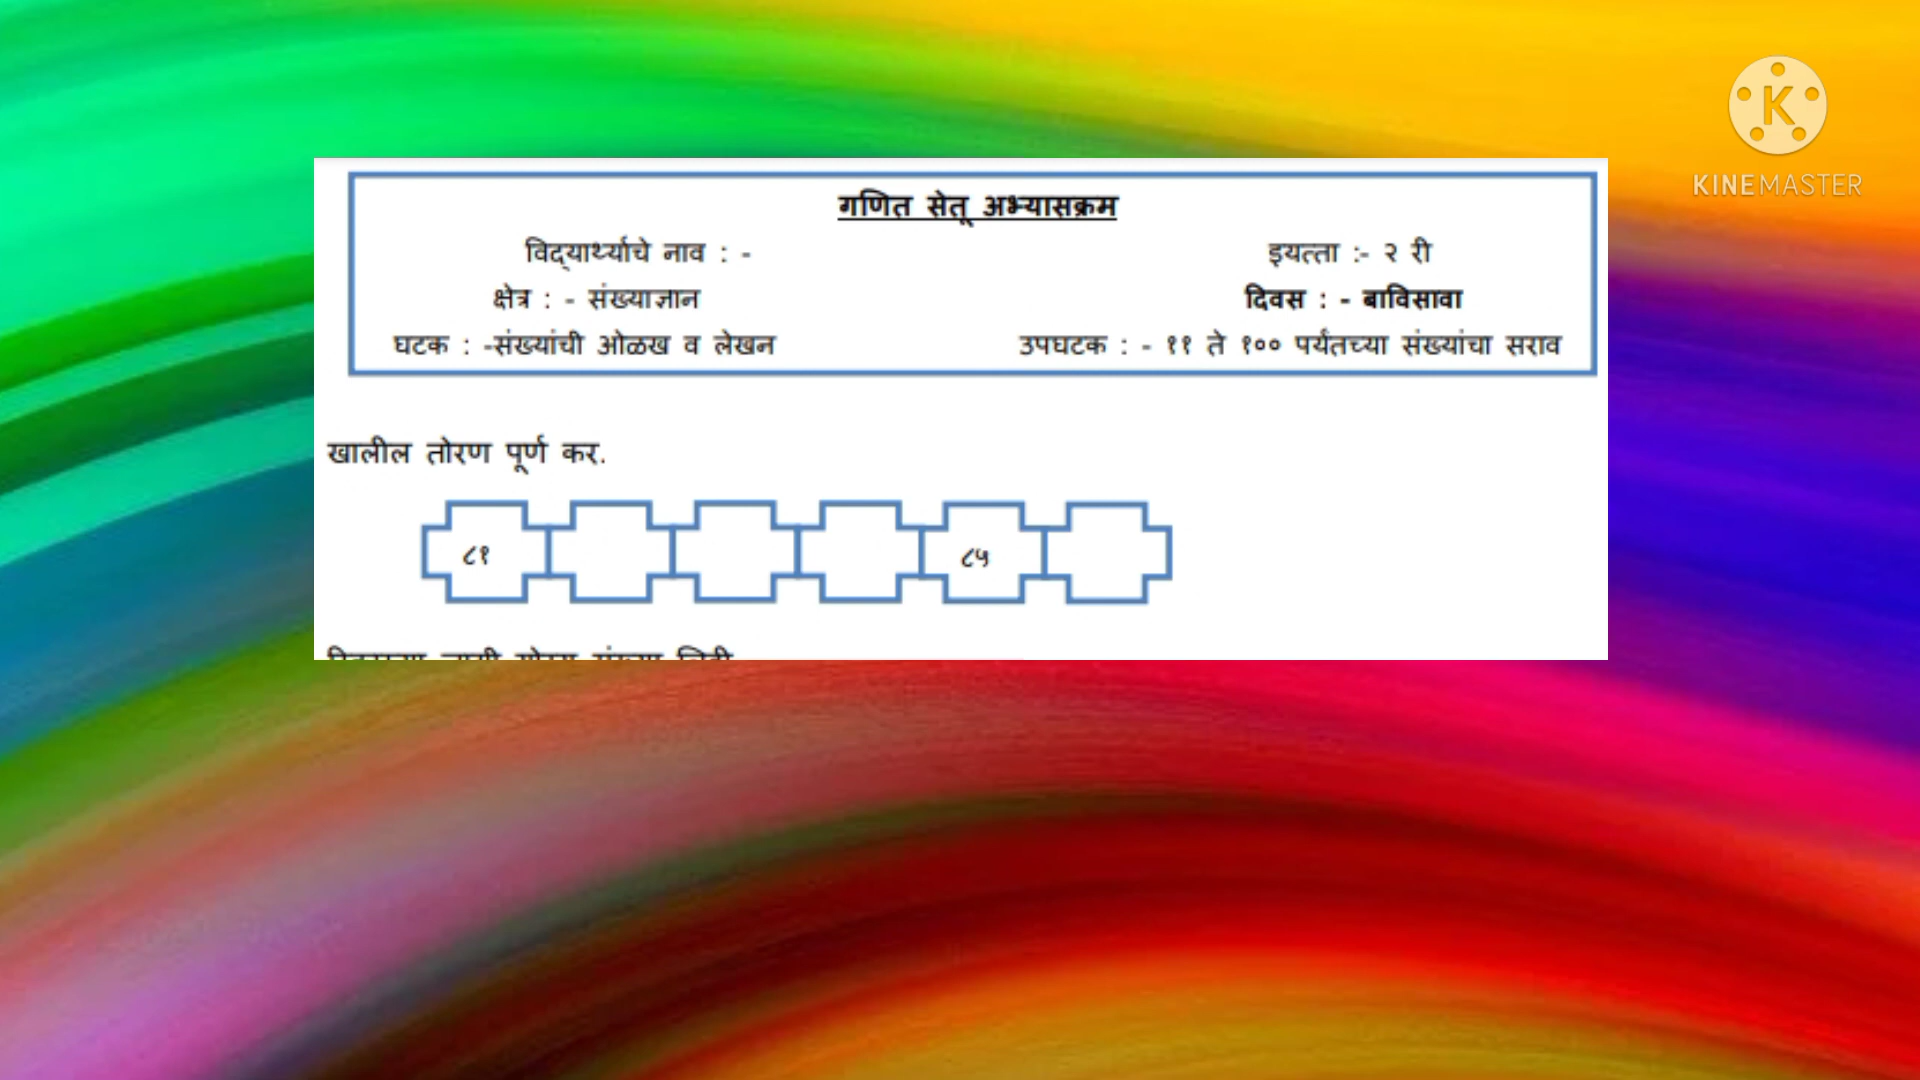 KINEMASTER
गणित सेतू अभ्यासक्रम
विद्यार्थ्याचे नाव : - इयत्ता :- २ री
क्षेत्र : - संख्याज्ञान दिवस : - बाविसावा
घटक : -संख्यांची ओळख व लेखन उपघटक : - ११ ते १०० पर्यंतच्या संख्यांचा सराव
खालील तोरण पूर्ण कर.
८१ ८५